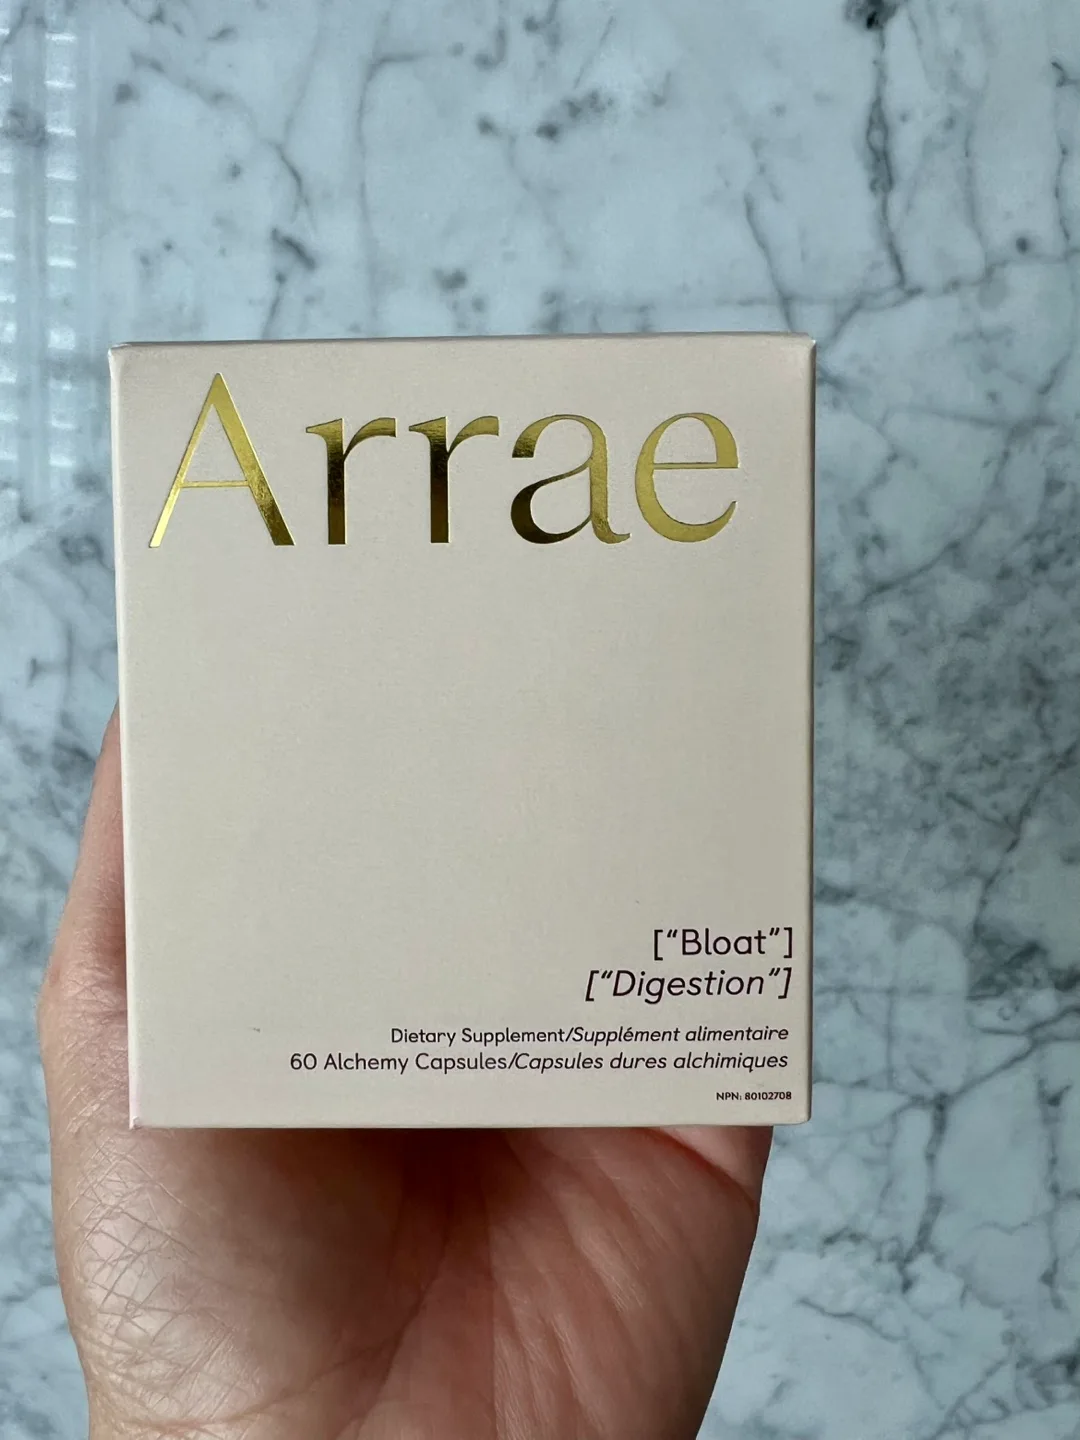 Arrae
["Bloat"]
["Digestion"]
Dietary Supplement/Supplément alimentaire
60 Alchemy Capsules/Capsules dures alchimiques
NPN: 80102708